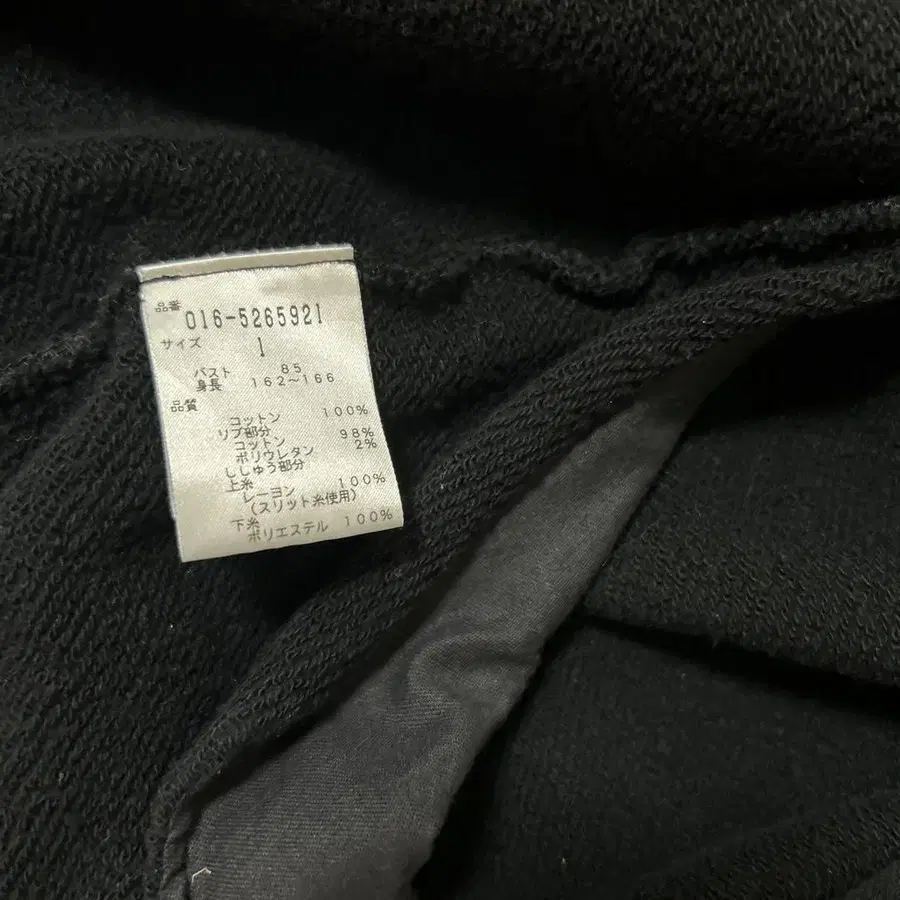 品番
016-5265921
サイズ 1
バスト 85
身長 162～166
品質
コットン 100%
リブ部分
コットン 98%
ポリウレタン 2%
ししゅう部分
上糸
レーヨン 100%
(スリット糸使用)
下糸
ポリエステル 100%